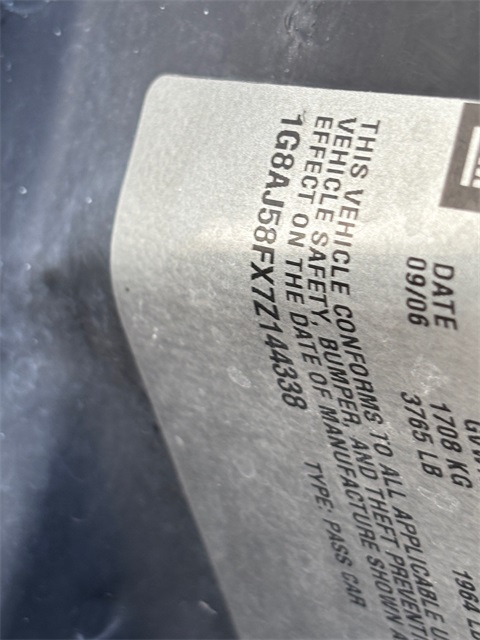 DATE
09/06
1708 KG
3765 LB
THIS VEHICLE CONFORMS TO ALL APPLICABLE
VEHICLE SAFETY, BUMPER, AND THEFT
EFFECT ON THE DATE OF MANUFACTURE SHOWN
1G8AJ58FX7Z144338
TYPE: PASS CAR